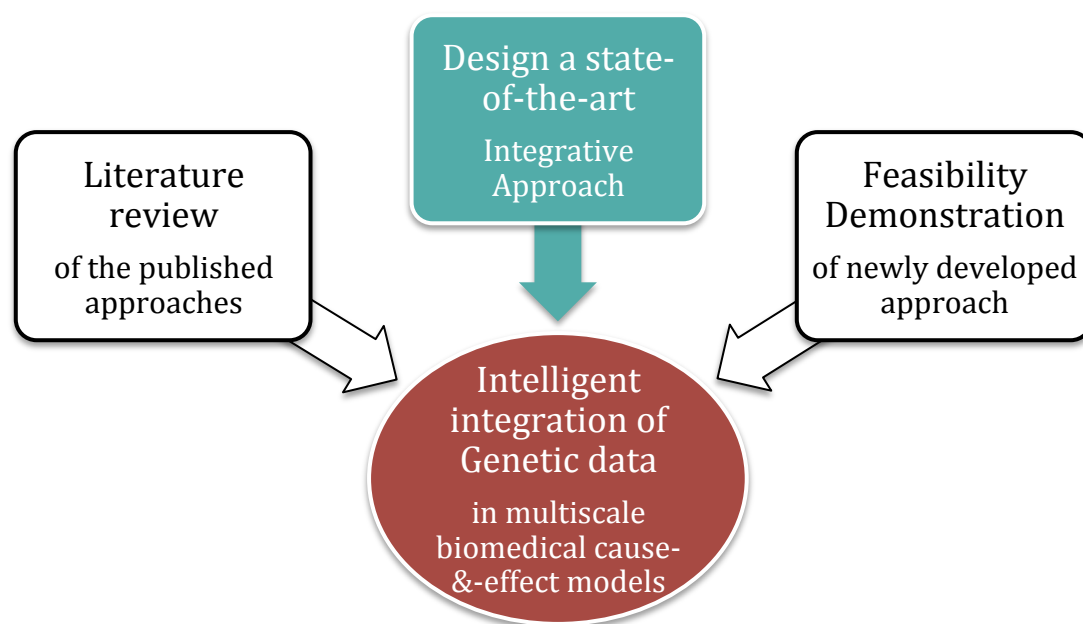 Design a state-
of-the-art
Integrative
Approach
Literature
review
of the published
approaches
Feasibility
Demonstration
of newly developed
approach
Intelligent
integration of
Genetic data
in multiscale
biomedical cause-
&-effect models